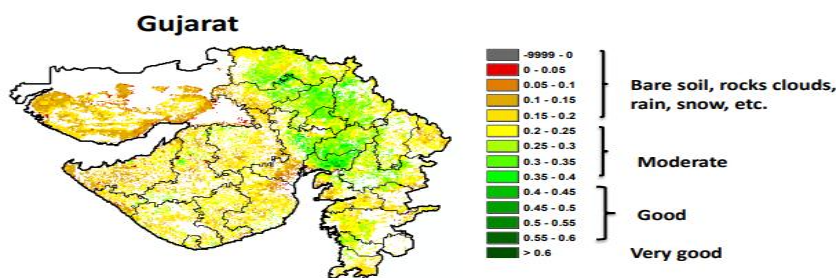 Gujarat
-9999 - 0
0 - 0.05
0.05 - 0.1
0.1 - 0.15
0.15 - 0.2
0.2 - 0.25
0.25 - 0.3
0.3 - 0.35
0.35 - 0.4
0.4 - 0.45
0.45 - 0.5
0.5 - 0.55
0.55 - 0.6
> 0.6
Bare soil, rocks clouds,
rain, snow, etc.
Moderate
Good
Very good